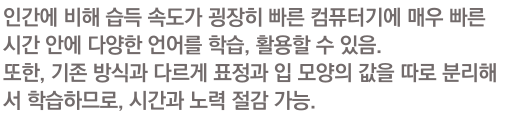 인간에 비해 습득 속도가 굉장히 빠른 컴퓨터기에 매우 빠른
시간 안에 다양한 언어를 학습, 활용할 수 있음.
또한, 기존 방식과 다르게 표정과 입 모양의 값을 따로 분리해
서 학습하므로, 시간과 노력 절감 가능.